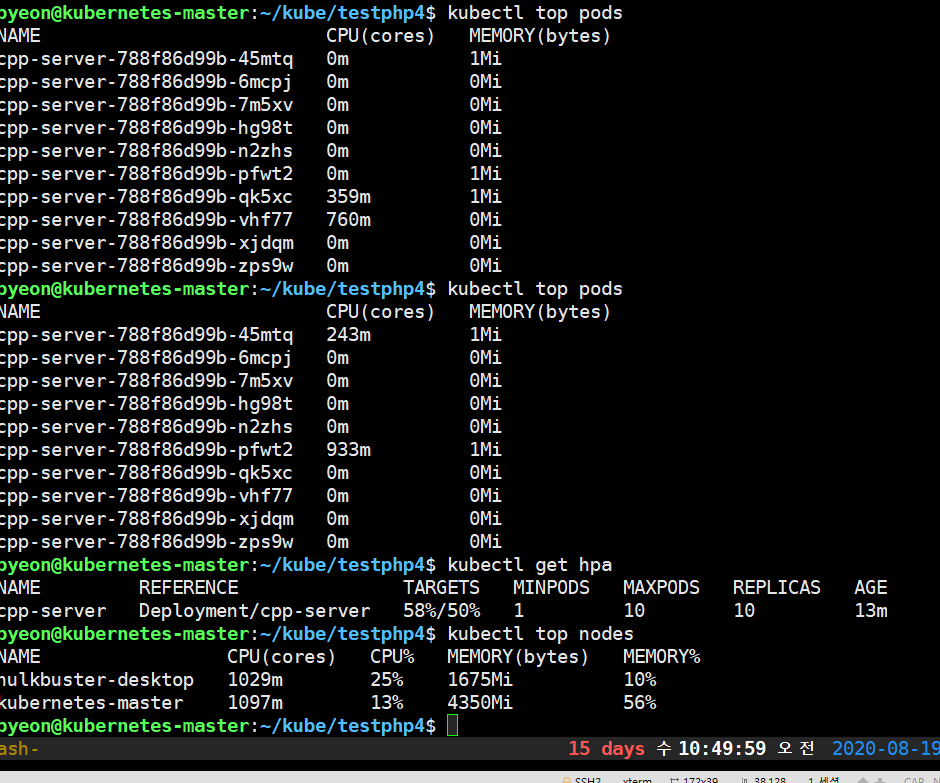 byeon@kubernetes-master:~/kube/testphp4$ kubectl top pods
NAME CPU(cores) MEMORY(bytes)
cpp-server-788f86d99b-45mtq 0m 1Mi
cpp-server-788f86d99b-6mcpj 0m 0Mi
cpp-server-788f86d99b-7m5xv 0m 0Mi
cpp-server-788f86d99b-hg98t 0m 0Mi
cpp-server-788f86d99b-n2zhs 0m 0Mi
cpp-server-788f86d99b-pfwt2 0m 1Mi
cpp-server-788f86d99b-qk5xc 359m 1Mi
cpp-server-788f86d99b-vhf77 760m 0Mi
cpp-server-788f86d99b-xjdqm 0m 0Mi
cpp-server-788f86d99b-zps9w 0m 0Mi
byeon@kubernetes-master:~/kube/testphp4$ kubectl top pods
NAME CPU(cores) MEMORY(bytes)
cpp-server-788f86d99b-45mtq 243m 1Mi
cpp-server-788f86d99b-6mcpj 0m 0Mi
cpp-server-788f86d99b-7m5xv 0m 0Mi
cpp-server-788f86d99b-hg98t 0m 0Mi
cpp-server-788f86d99b-n2zhs 0m 0Mi
cpp-server-788f86d99b-pfwt2 933m 1Mi
cpp-server-788f86d99b-qk5xc 0m 0Mi
cpp-server-788f86d99b-vhf77 0m 0Mi
cpp-server-788f86d99b-xjdqm 0m 0Mi
cpp-server-788f86d99b-zps9w 0m 0Mi
byeon@kubernetes-master:~/kube/testphp4$ kubectl get hpa
NAME REFERENCE TARGETS MINPODS MAXPODS REPLICAS AGE
cpp-server Deployment/cpp-server 58%/50% 1 10 10 13m
byeon@kubernetes-master:~/kube/testphp4$ kubectl top nodes
NAME CPU(cores) CPU% MEMORY(bytes) MEMORY%
hulkbuster-desktop 1029m 25% 1675Mi 10%
kubernetes-master 1097m 13% 4350Mi 56%
byeon@kubernetes-master:~/kube/testphp4$
ash- 15 days 수 10:49:59 오전 2020-08-19
SSH2 xterm 172x39 38,128 1 세션 CAP